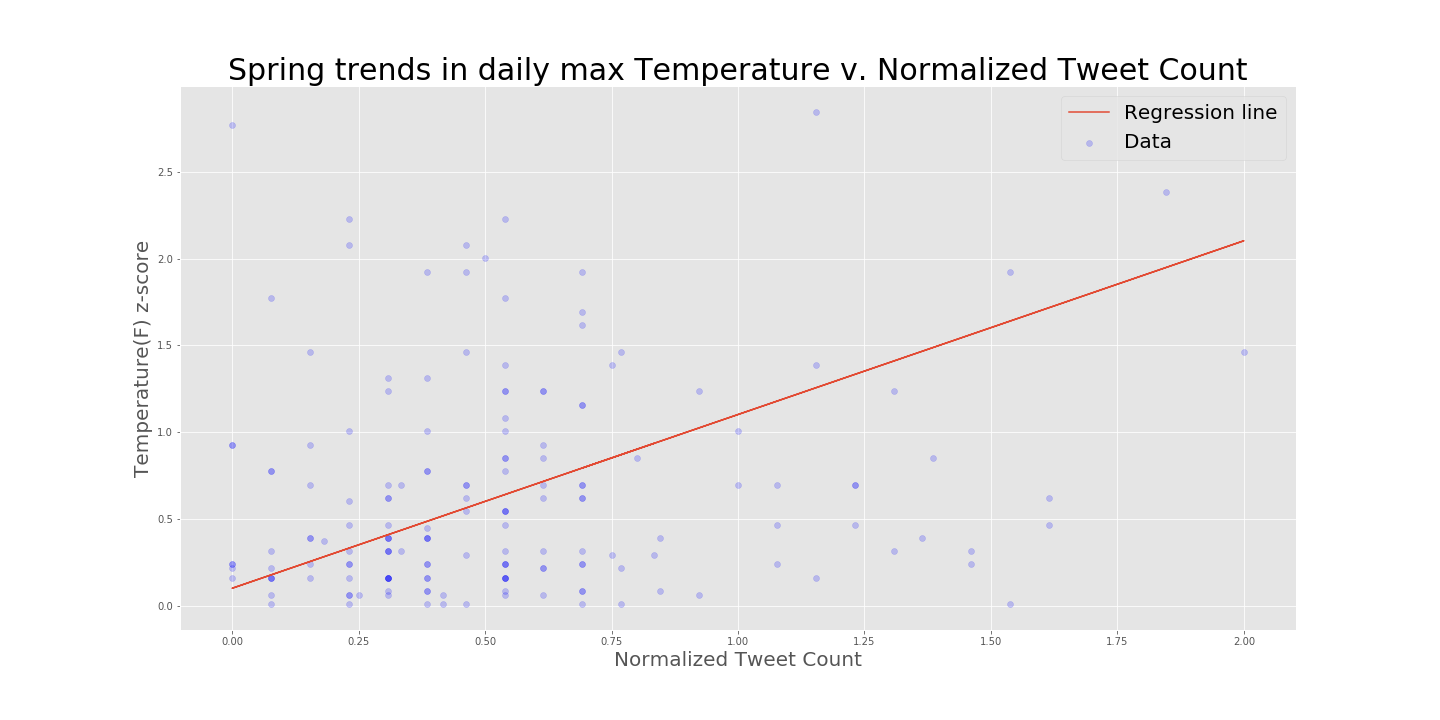 Spring trends in daily max Temperature v. Normalized Tweet Count
Regression line
Data
Temperature(F) z-score
2.5
2.0
1.5
1.0
0.5
0.0
0.00 0.25 0.50 0.75 1.00 1.25 1.50 1.75 2.00
Normalized Tweet Count